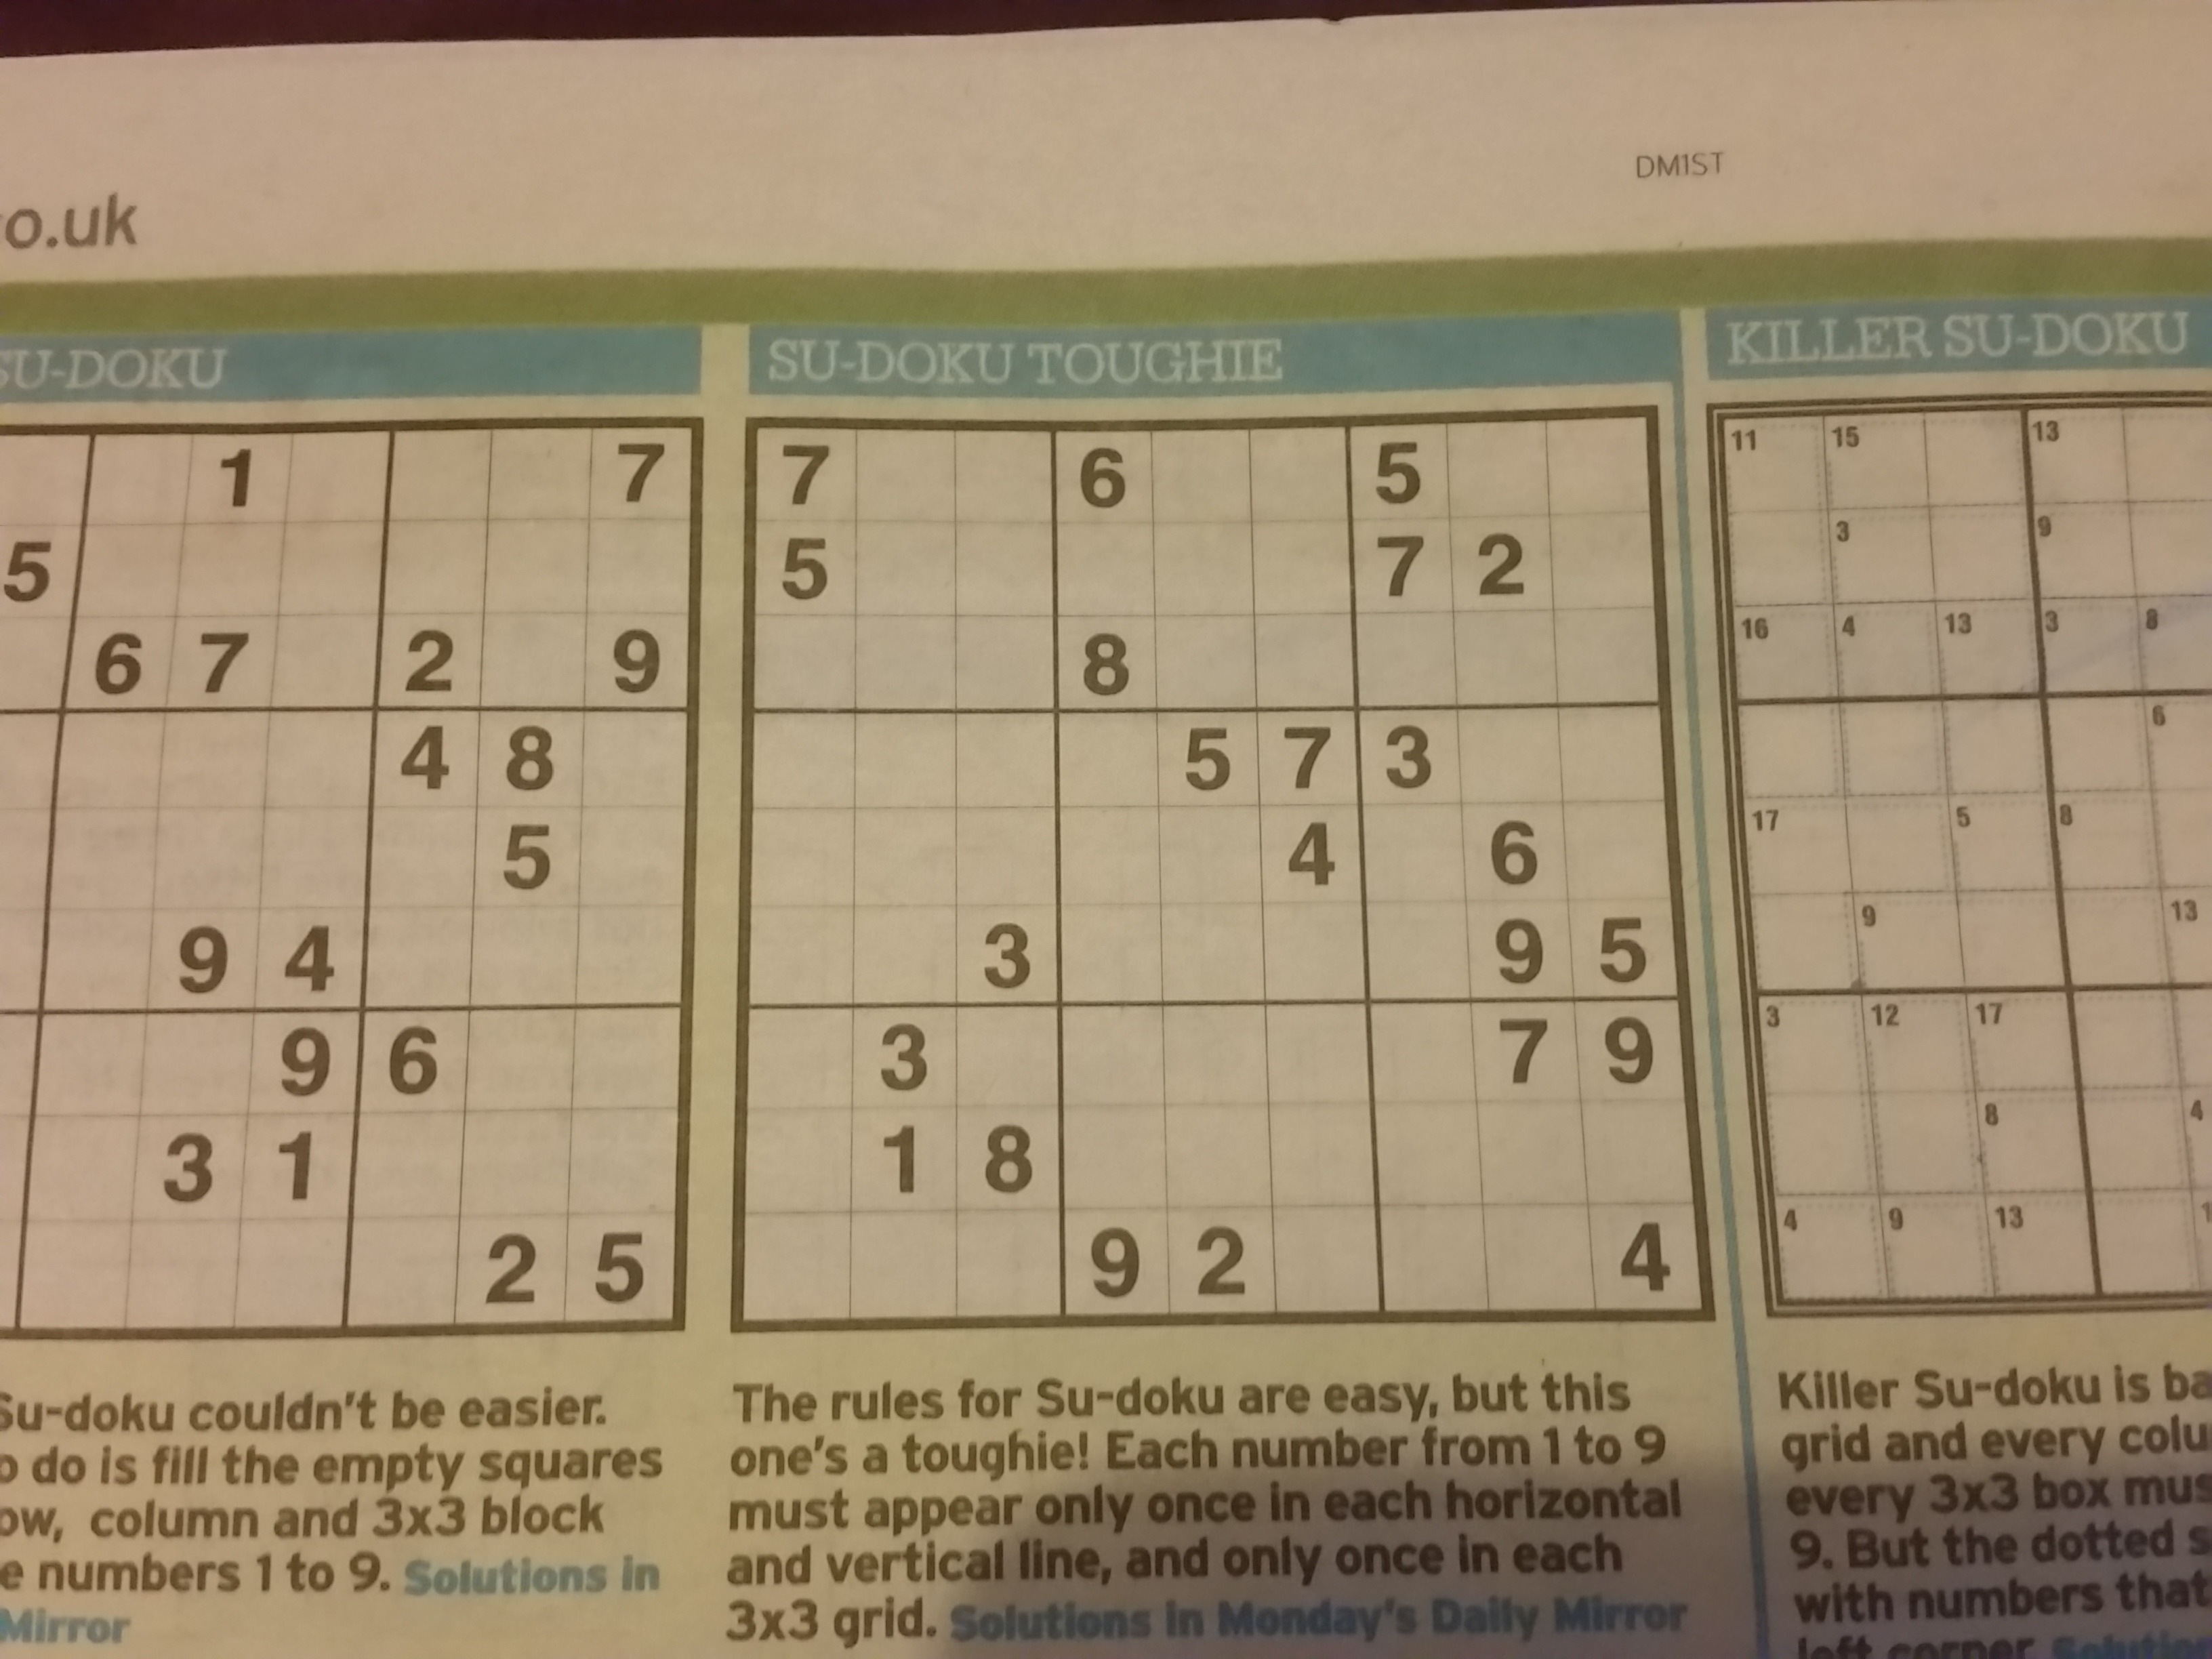 o.uk
DM1ST
SU-DOKU
1 7
5
6 7 2 9
4 8
5
9 4
9 6
3 1
2 5
Su-doku couldn't be easier.
do is fill the empty squares
column and 3x3 block
numbers 1 to 9. Solutions in
Mirror
SU-DOKU TOUGHIE
7 6 5
5 7 2
8
5 7 3
4 6
3 9 5
3 7 9
1 8
9 2 4
The rules for Su-doku are easy, but this
one's a toughie! Each number from 1 to 9
must appear only once in each horizontal
and vertical line, and only once in each
3x3 grid. Solutions in Monday's Daily Mirror
KILLER SU-DOKU
11 15 13
3 9
16 4 13 3 8
6
17 5 8
9 13
3 12 17
8 4
4 9 13
Killer Su-doku is
grid and every
every 3x3 box
9. But the dotted
with numbers that
left corner